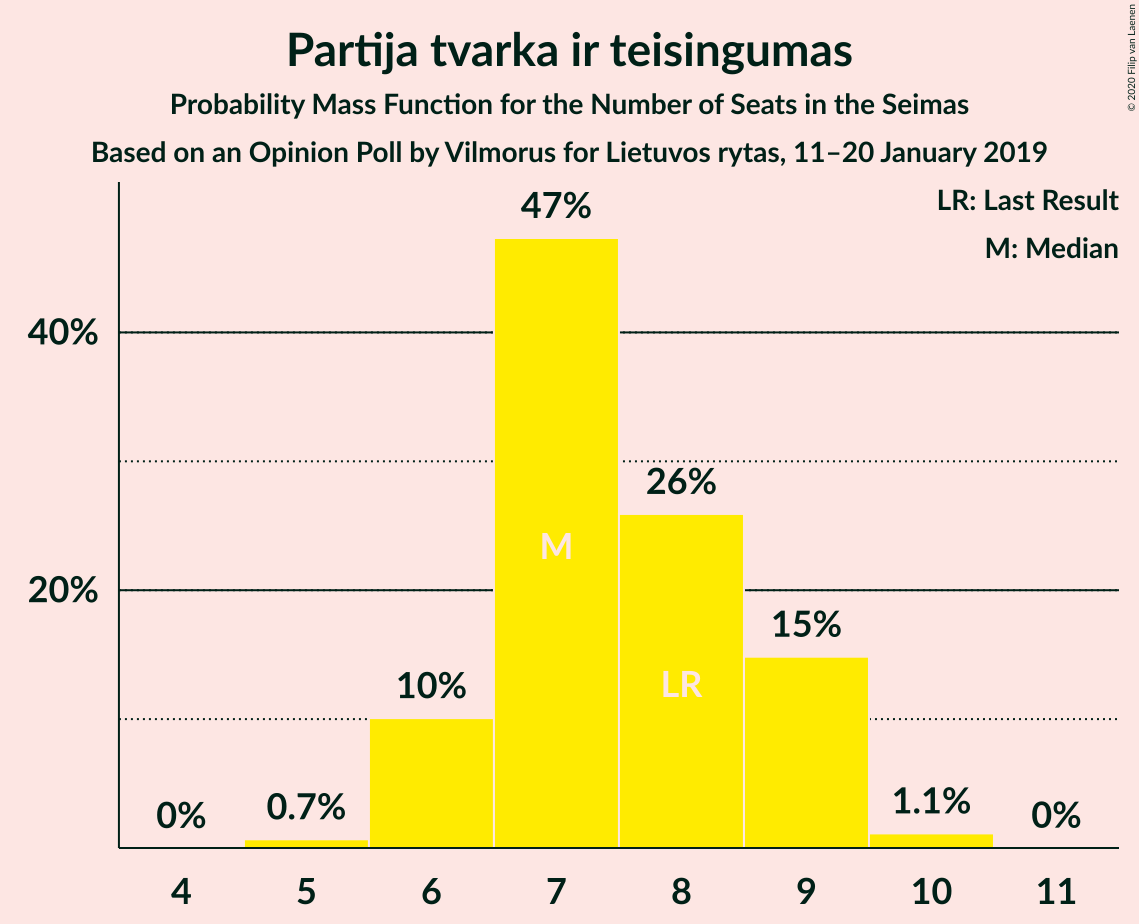 Partija tvarka ir teisingumas
Probability Mass Function for the Number of Seats in the Seimas
Based on an Opinion Poll by Vilmorus for Lietuvos rytas, 11–20 January 2019
© 2020 Filip van Laenen
LR: Last Result
M: Median
47%
40%
26%
M
20%
15%
LR
10%
0%
0.7%
1.1%
0%
4 5 6 7 8 9 10 11